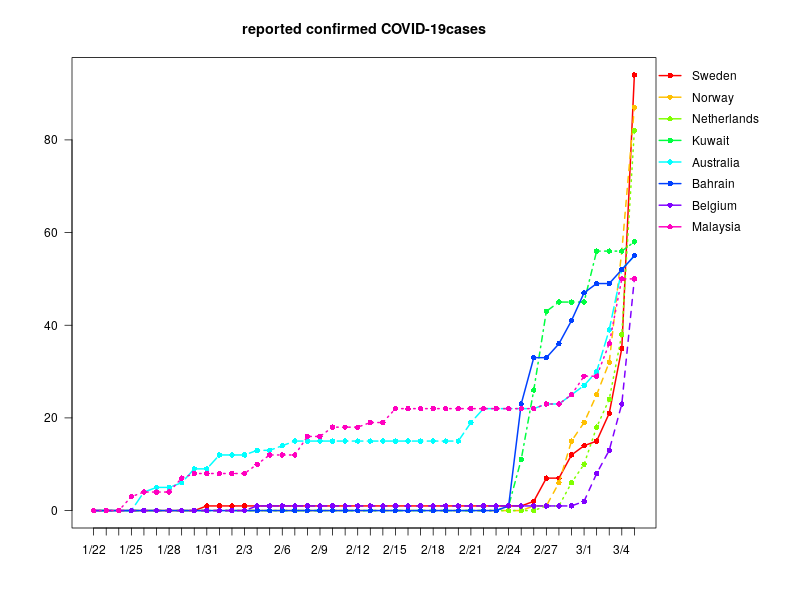 reported confirmed COVID-19cases
Sweden
Norway
Netherlands
Kuwait
Australia
Bahrain
Belgium
Malaysia
80
60
40
20
0
1/22 1/25 1/28 1/31 2/3 2/6 2/9 2/12 2/15 2/18 2/21 2/24 2/27 3/1 3/4